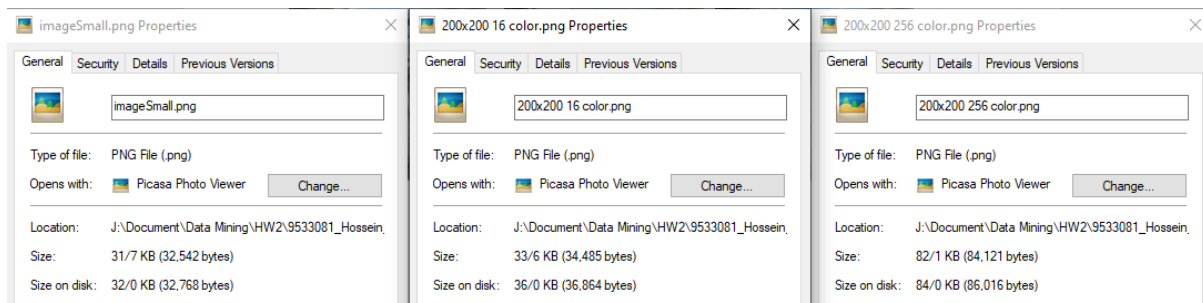 imageSmall.png Properties
General Security Details Previous Versions
imageSmall.png
Type of file: PNG File (.png)
Opens with: Picasa Photo Viewer Change...
Location: J:\Document\Data Mining\HW2\9533081_Hossein_
Size: 31/7 KB (32,542 bytes)
Size on disk: 32/0 KB (32,768 bytes)
200x200 16 color.png Properties
General Security Details Previous Versions
200x200 16 color.png
Type of file: PNG File (.png)
Opens with: Picasa Photo Viewer Change...
Location: J:\Document\Data Mining\HW2\9533081_Hossein_
Size: 33/6 KB (34,485 bytes)
Size on disk: 36/0 KB (36,864 bytes)
200x200 256 color.png Properties
General Security Details Previous Versions
200x200 256 color.png
Type of file: PNG File (.png)
Opens with: Picasa Photo Viewer Change...
Location: J:\Document\Data Mining\HW2\9533081_Hossein_
Size: 82/1 KB (84,121 bytes)
Size on disk: 84/0 KB (86,016 bytes)